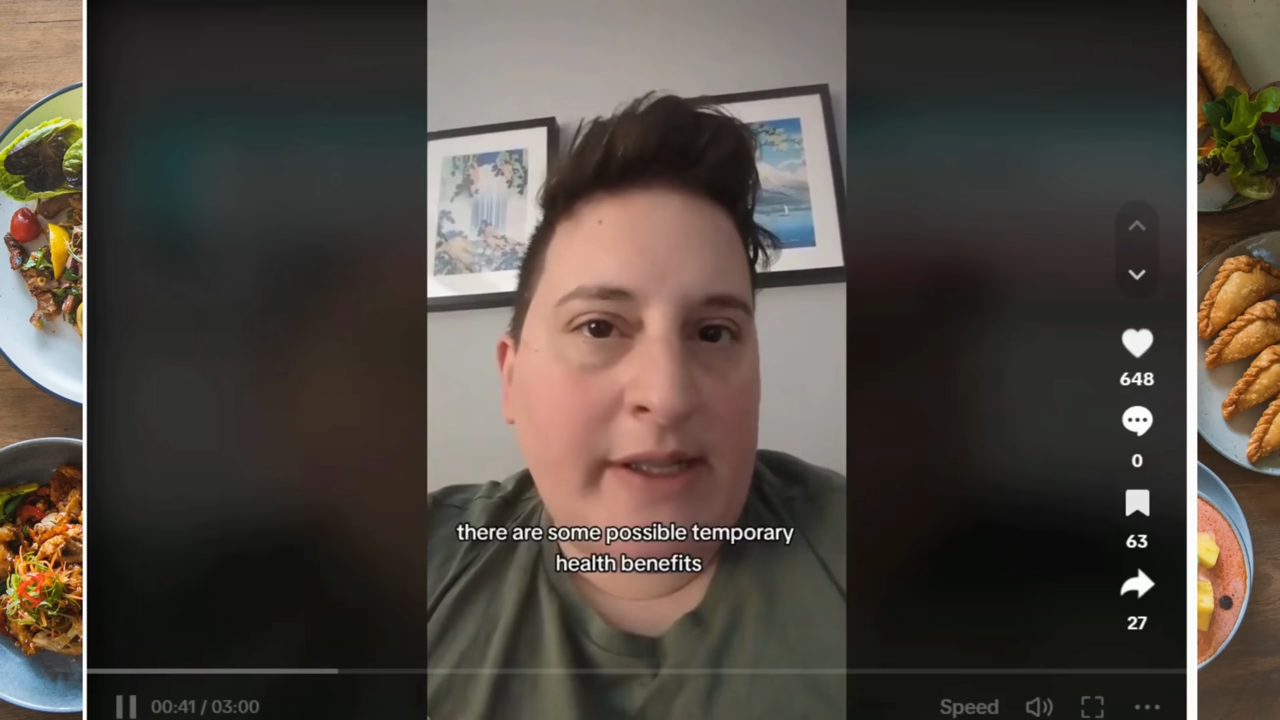 648
0
there are some possible temporary
health benefits
63
27
00:41 / 03:00
Speed